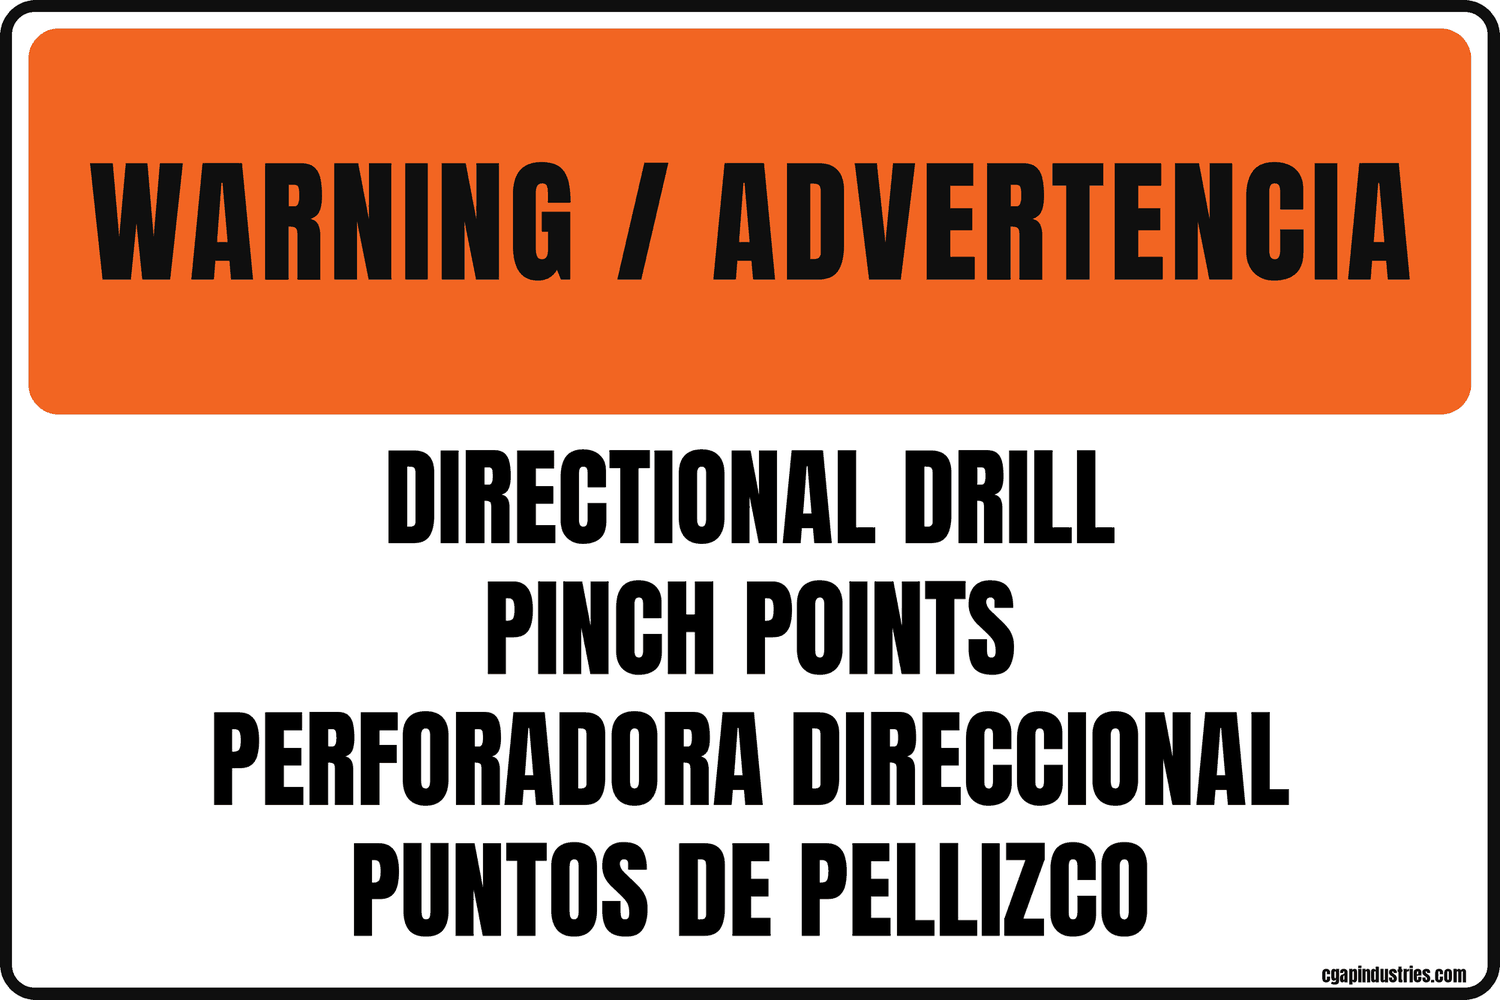 WARNING / ADVERTENCIA
DIRECTIONAL DRILL
PINCH POINTS
PERFORADORA DIRECCIONAL
PUNTOS DE PELLIZCO
cgapindustries.com